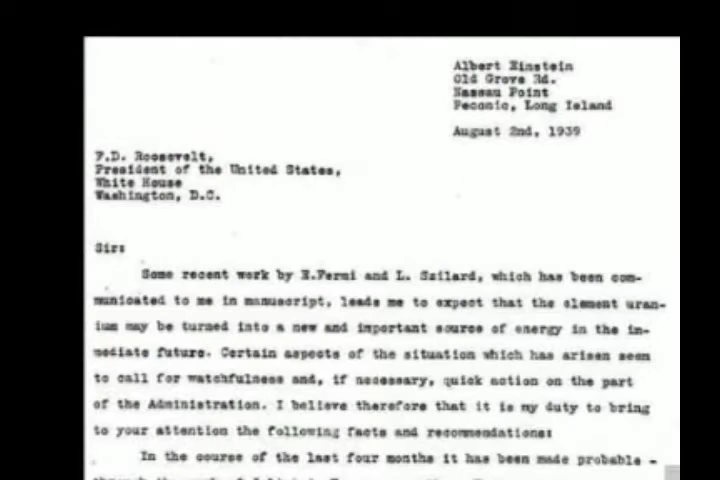 Albert Einstein
Old Grove Rd.
Nassau Point
Peconic, Long Island
August 2nd, 1939
F.D. Roosevelt,
President of the United States,
White House
Washington, D.C.
Sir:
Some recent work by E.Fermi and L. Szilard, which has been com-
municated to me in manuscript, leads me to expect that the element uran-
ium may be turned into a new and important source of energy in the im-
mediate future. Certain aspects of the situation which has arisen seem
to call for watchfulness and, if necessary, quick action on the part
of the Administration. I believe therefore that it is my duty to bring
to your attention the following facts and recommendations:
In the course of the last four months it has been made probable -